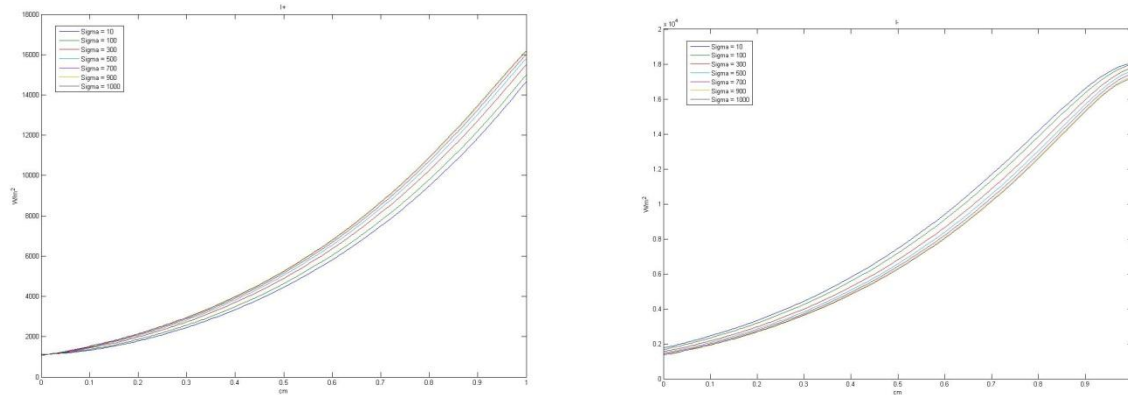 I+
18000
16000
14000
12000
10000
8000
6000
4000
2000
0
W/m²
Sigma = 10
Sigma = 100
Sigma = 300
Sigma = 500
Sigma = 700
Sigma = 900
Sigma = 1000
0 0.1 0.2 0.3 0.4 0.5 0.6 0.7 0.8 0.9 1
cm
I-
x 10⁴
2
1.8
1.6
1.4
1.2
1
0.8
0.6
0.4
0.2
0
W/m²
Sigma = 10
Sigma = 100
Sigma = 300
Sigma = 500
Sigma = 700
Sigma = 900
Sigma = 1000
0 0.1 0.2 0.3 0.4 0.5 0.6 0.7 0.8 0.9
cm